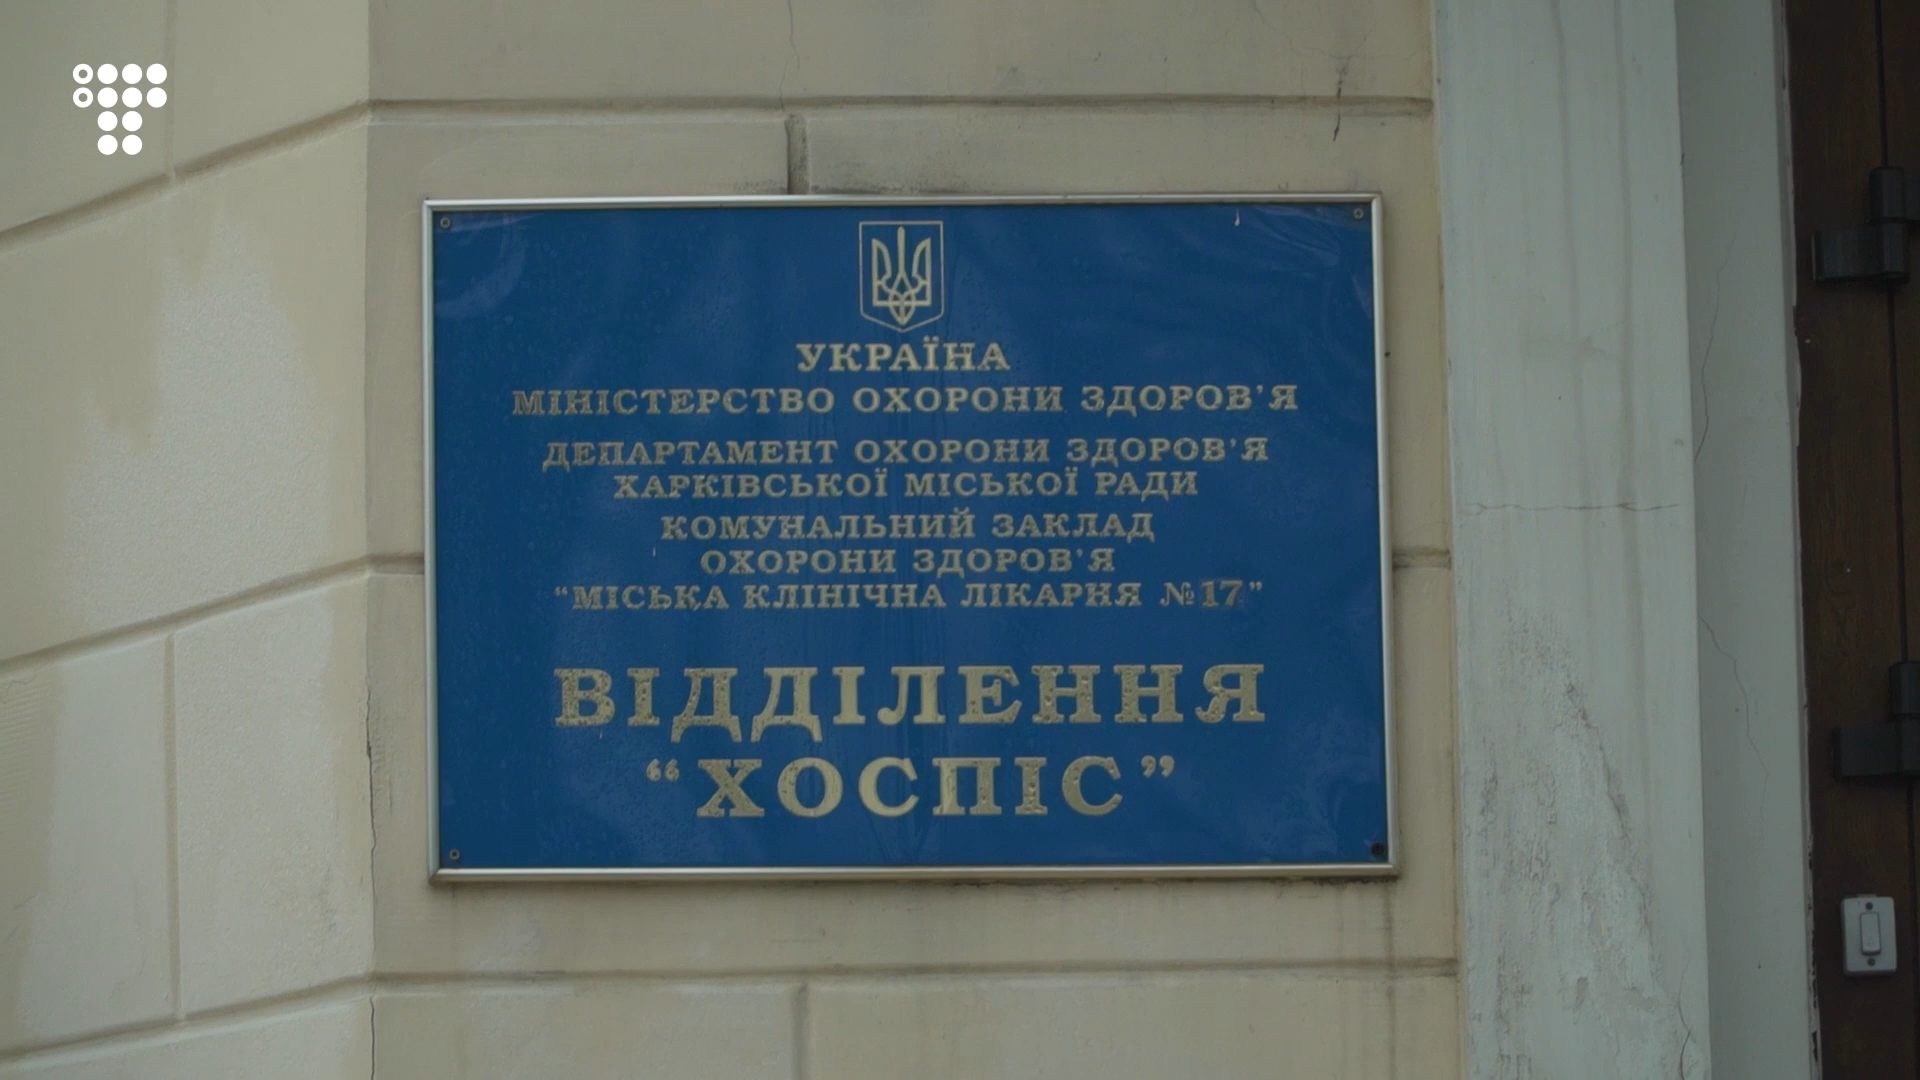 УКРАЇНА
МІНІСТЕРСТВО ОХОРОНИ ЗДОРОВ'Я
ДЕПАРТАМЕНТ ОХОРОНИ ЗДОРОВ'Я
ХАРКІВСЬКОЇ МІСЬКОЇ РАДИ
КОМУНАЛЬНИЙ ЗАКЛАД
ОХОРОНИ ЗДОРОВ'Я
“МІСЬКА КЛІНІЧНА ЛІКАРНЯ №17”
ВІДДІЛЕННЯ
“ХОСПІС”